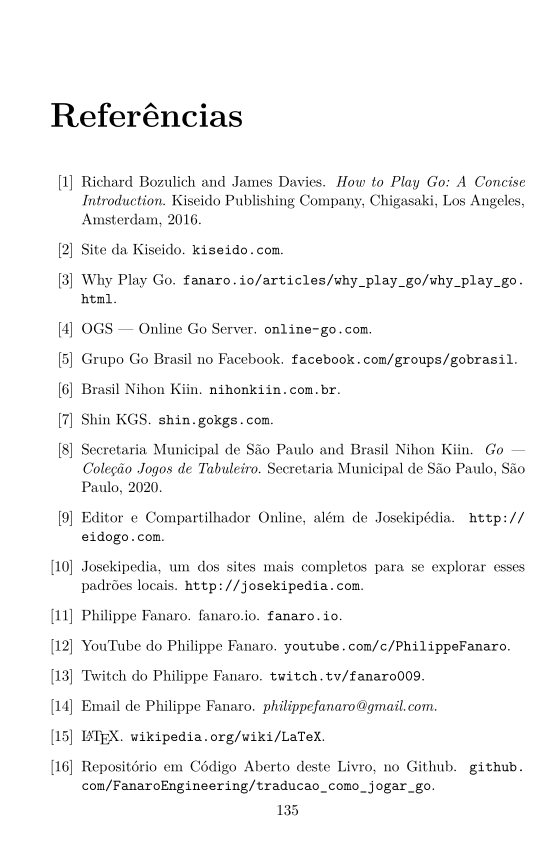 Referências
[1] Richard Bozulich and James Davies. How to Play Go: A Concise
Introduction. Kiseido Publishing Company, Chigasaki, Los Angeles,
Amsterdam, 2016.
[2] Site da Kiseido. kiseido.com.
[3] Why Play Go. fanaro.io/articles/why_play_go/why_play_go.
html.
[4] OGS — Online Go Server. online-go.com.
[5] Grupo Go Brasil no Facebook. facebook.com/groups/gobrasil.
[6] Brasil Nihon Kiin. nihonkiin.com.br.
[7] Shin KGS. shin.gokgs.com.
[8] Secretaria Municipal de São Paulo and Brasil Nihon Kiin. Go —
Coleção Jogos de Tabuleiro. Secretaria Municipal de São Paulo, São
Paulo, 2020.
[9] Editor e Compartilhador Online, além de Josekipédia. http://
eidogo.com.
[10] Josekipedia, um dos sites mais completos para se explorar esses
padrões locais. http://josekipedia.com.
[11] Philippe Fanaro. fanaro.io. fanaro.io.
[12] YouTube do Philippe Fanaro. youtube.com/c/PhilippeFanaro.
[13] Twitch do Philippe Fanaro. twitch.tv/fanaro009.
[14] Email de Philippe Fanaro. philippefanaro@gmail.com.
[15] LATEX. wikipedia.org/wiki/LaTeX.
[16] Repositório em Código Aberto deste Livro, no Github. github.
com/FanaroEngineering/traducao_como_jogar_go.
135